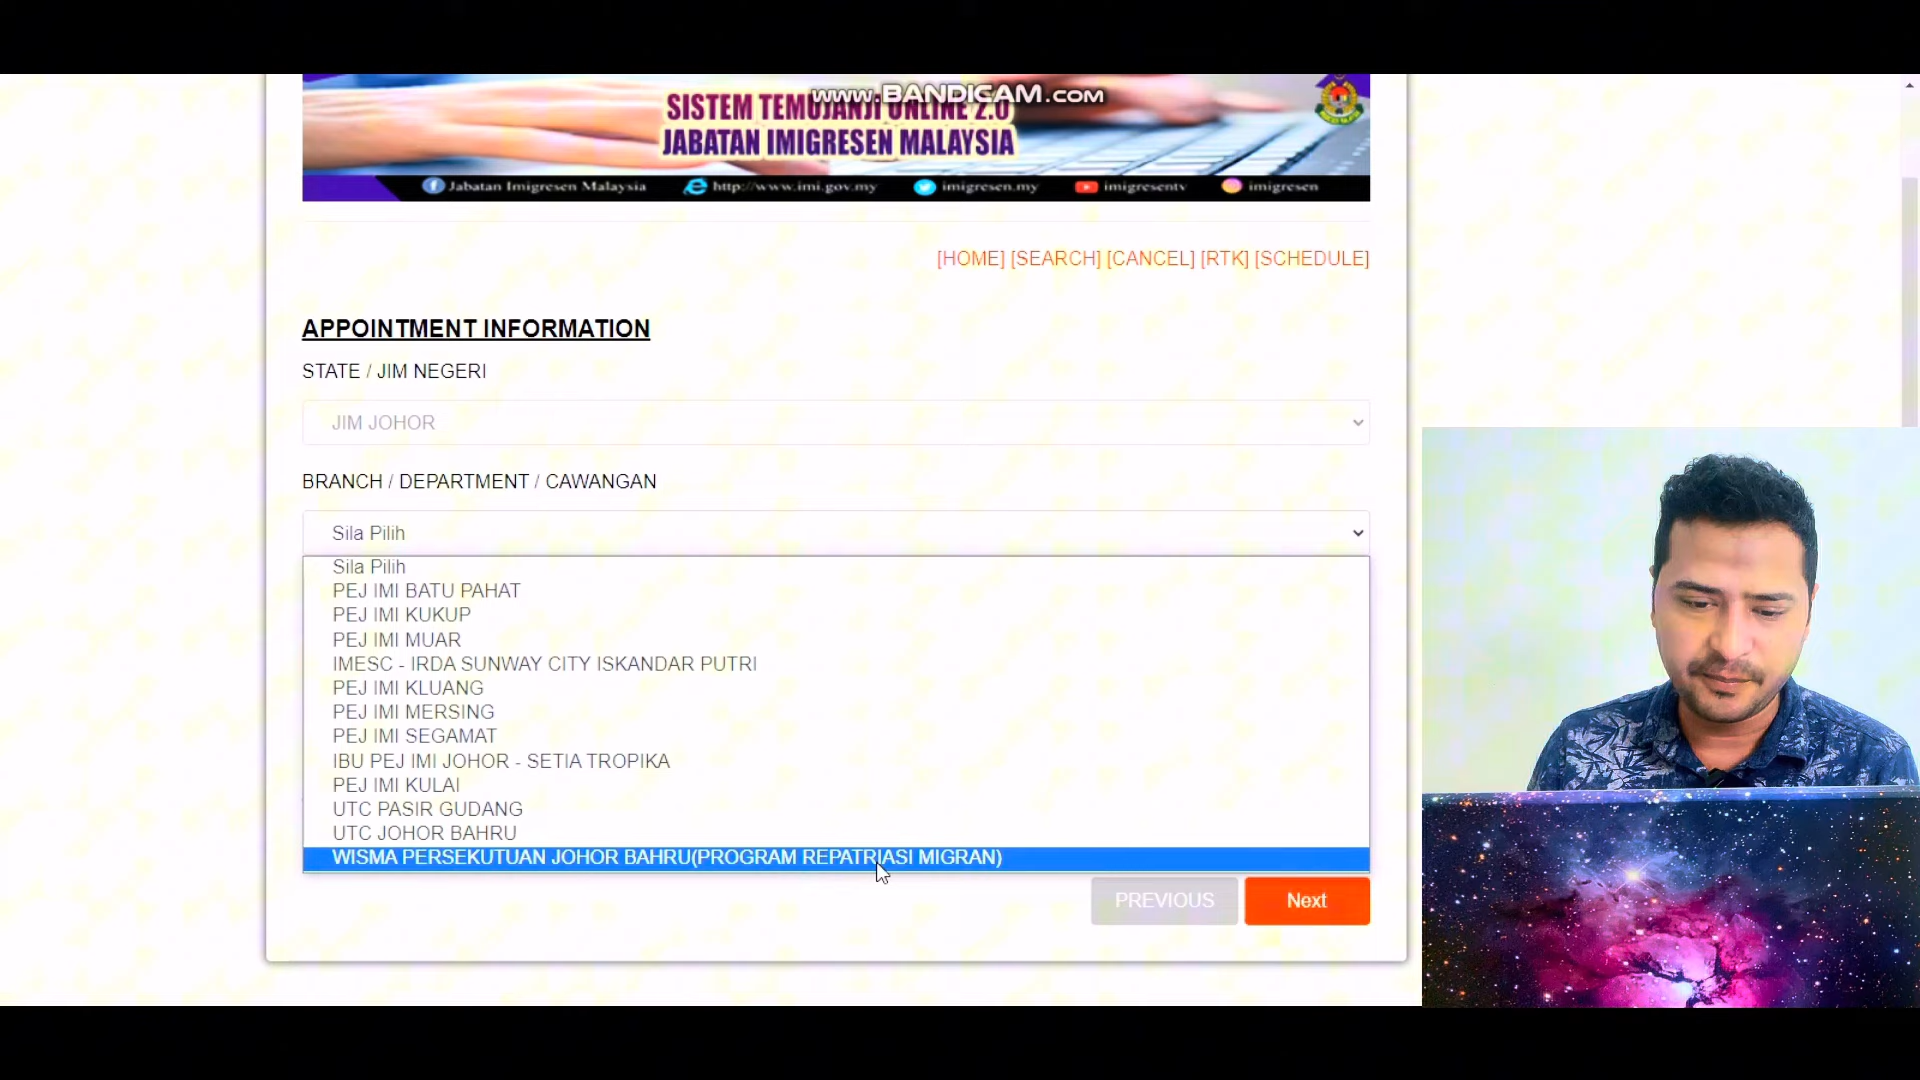 www.BANDICAM.com
SISTEM TEMUJANJI ONLINE 2.0
JABATAN IMIGRESEN MALAYSIA
Jabatan Imigresen Malaysia http://www.imi.gov.my imigresen.my imigresentv imigresen
[HOME] [SEARCH] [CANCEL] [RTK] [SCHEDULE]
APPOINTMENT INFORMATION
STATE / JIM NEGERI
JIM JOHOR
BRANCH / DEPARTMENT / CAWANGAN
Sila Pilih
Sila Pilih
PEJ IMI BATU PAHAT
PEJ IMI KUKUP
PEJ IMI MUAR
IMESC - IRDA SUNWAY CITY ISKANDAR PUTRI
PEJ IMI KLUANG
PEJ IMI MERSING
PEJ IMI SEGAMAT
IBU PEJ IMI JOHOR - SETIA TROPIKA
PEJ IMI KULAI
UTC PASIR GUDANG
UTC JOHOR BAHRU
WISMA PERSEKUTUAN JOHOR BAHRU(PROGRAM REPATRIASI MIGRAN)
PREVIOUS Next